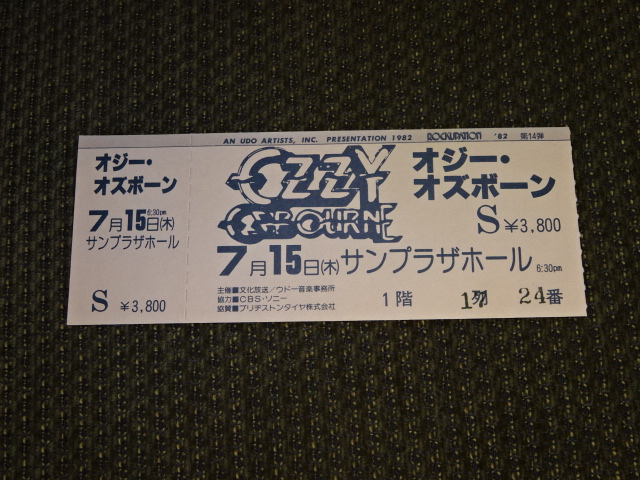 AN UDO ARTISTS, INC. PRESENTATION 1982 ROCKUPATION '82 第14弾
オジー・
オズボーン
6:30pm
7月15日(木)
サンプラザホール
S ¥3,800
OZZY
OSBOURNE
オジー・
オズボーン
S ¥3,800
7月15日(木) サンプラザホール 6:30pm
主催■文化放送/ウドー音楽事務所
協力■CBS・ソニー
協賛■ブリヂストンタイヤ株式会社
1階 17列 24番